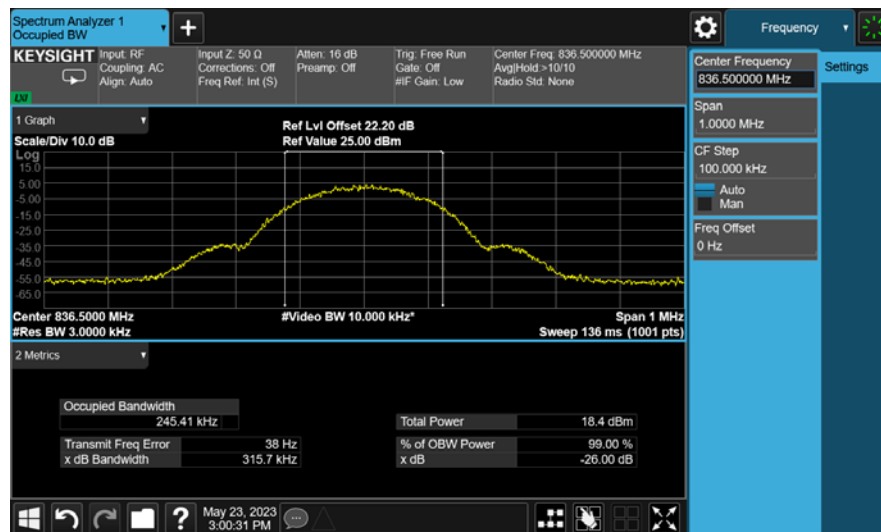 Spectrum Analyzer 1
Occupied BW
Frequency
KEYSIGHT
Input: RF
Coupling: AC
Align: Auto
Input Z: 50 Ω
Corrections: Off
Freq Ref: Int (S)
Atten: 16 dB
Preamp: Off
Trig: Free Run
Gate: Off
#IF Gain: Low
Center Freq: 836.500000 MHz
Avg|Hold:>10/10
Radio Std: None
LXI
Center Frequency
836.500000 MHz
Settings
Span
1.0000 MHz
CF Step
100.000 kHz
Auto
Man
Freq Offset
0 Hz
1 Graph
Scale/Div 10.0 dB
Ref Lvl Offset 22.20 dB
Ref Value 25.00 dBm
Log
15.0
5.00
-5.00
-15.0
-25.0
-35.0
-45.0
-55.0
-65.0
Center 836.5000 MHz
#Res BW 3.0000 kHz
#Video BW 10.000 kHz*
Span 1 MHz
Sweep 136 ms (1001 pts)
2 Metrics
Occupied Bandwidth
245.41 kHz
Transmit Freq Error 38 Hz
x dB Bandwidth 315.7 kHz
Total Power 18.4 dBm
% of OBW Power 99.00 %
x dB -26.00 dB
May 23, 2023
3:00:31 PM